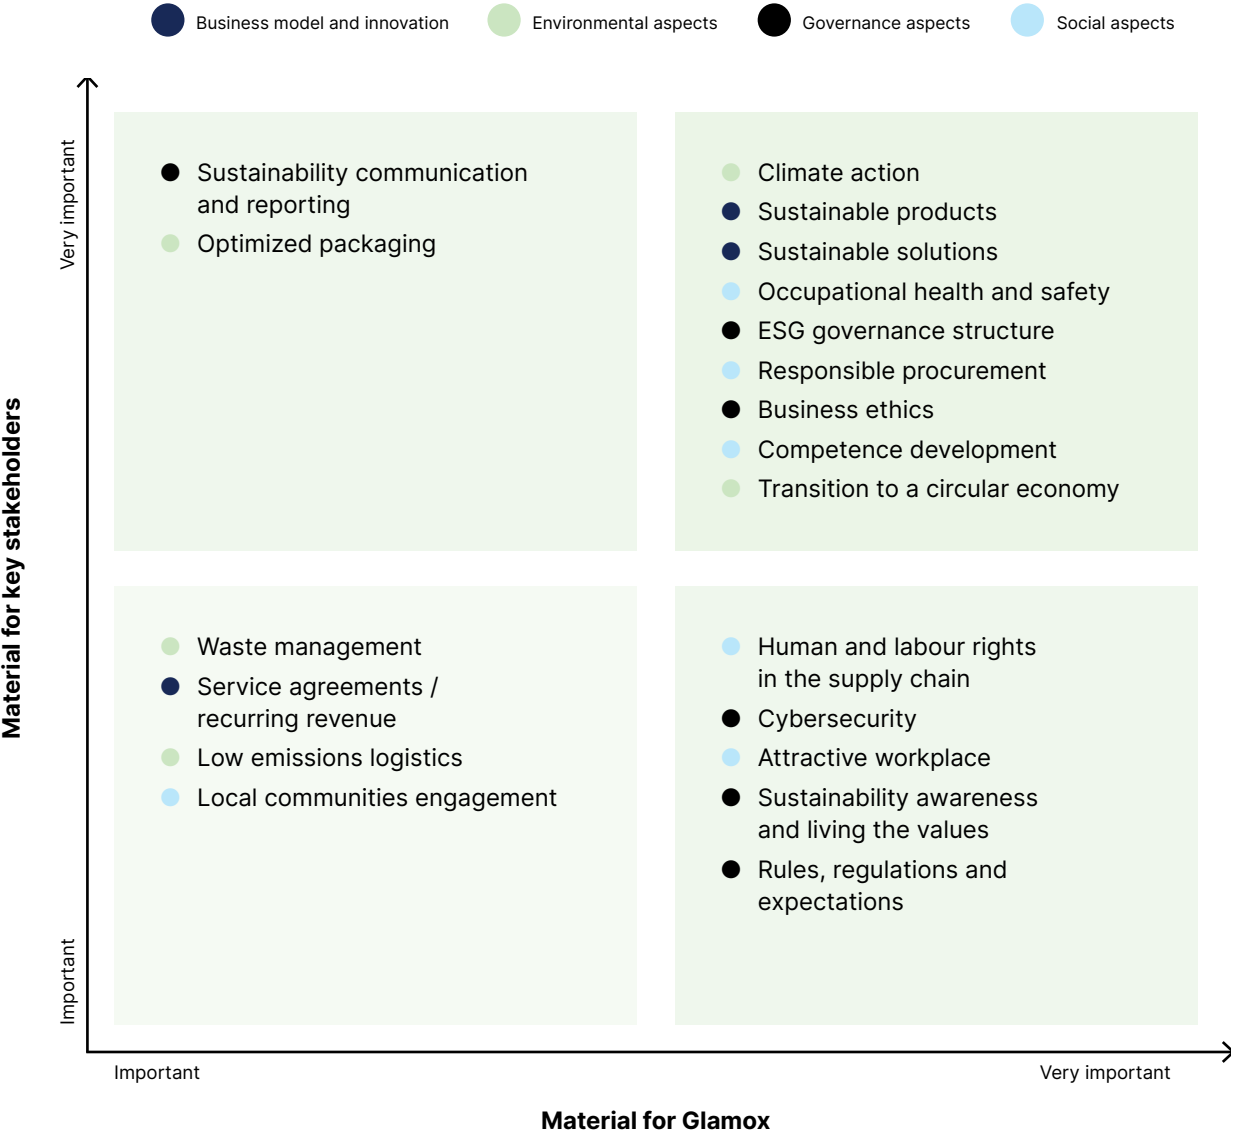 Business model and innovation
Environmental aspects
Governance aspects
Social aspects
Material for key stakeholders
Very important
Important
Sustainability communication
and reporting
Optimized packaging
Climate action
Sustainable products
Sustainable solutions
Occupational health and safety
ESG governance structure
Responsible procurement
Business ethics
Competence development
Transition to a circular economy
Waste management
Service agreements /
recurring revenue
Low emissions logistics
Local communities engagement
Human and labour rights
in the supply chain
Cybersecurity
Attractive workplace
Sustainability awareness
and living the values
Rules, regulations and
expectations
Important
Very important
Material for Glamox